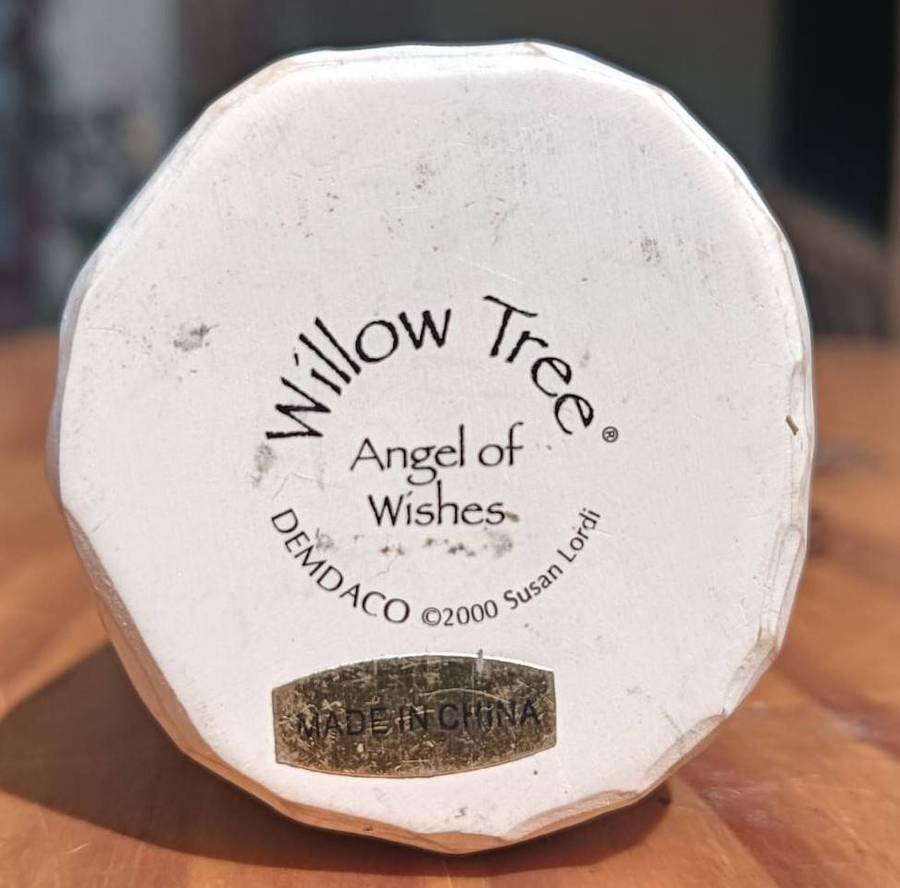 Willow Tree®
Angel of
Wishes
DEMDACO ©2000 Susan Lordi
MADE IN CHINA